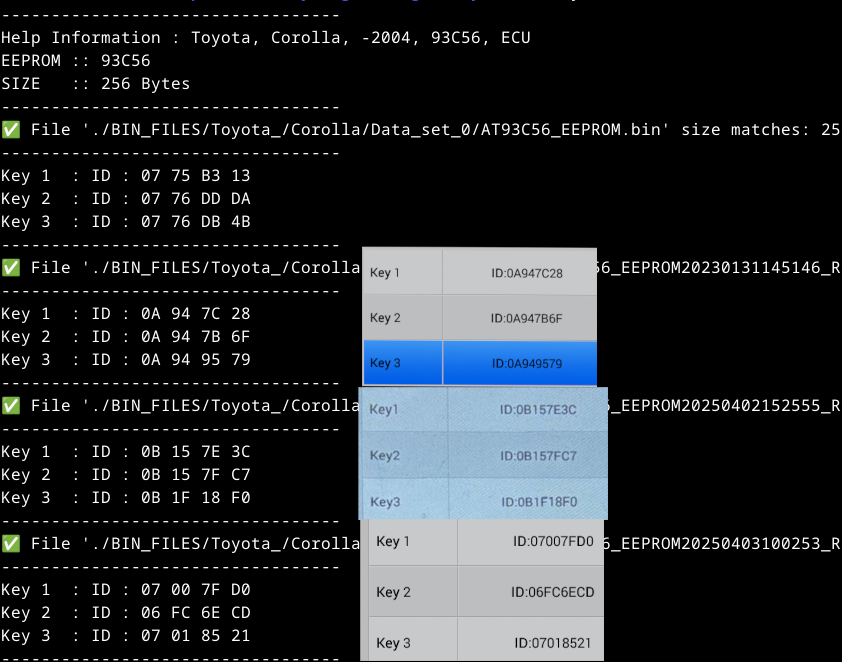 ---------------------------------
Help Information : Toyota, Corolla, -2004, 93C56, ECU
EEPROM :: 93C56
SIZE   :: 256 Bytes
---------------------------------
✅ File './BIN_FILES/Toyota_/Corolla/Data_set_0/AT93C56_EEPROM.bin' size matches: 25
---------------------------------
Key 1  : ID : 07 75 B3 13
Key 2  : ID : 07 76 DD DA
Key 3  : ID : 07 76 DB 4B
---------------------------------
✅ File './BIN_FILES/Toyota_/Corolla 56_EEPROM20230131145146_R
---------------------------------
Key 1  : ID : 0A 94 7C 28
Key 2  : ID : 0A 94 7B 6F
Key 3  : ID : 0A 94 95 79
---------------------------------
Key 1 ID:0A947C28
Key 2 ID:0A947B6F
Key 3 ID:0A949579
✅ File './BIN_FILES/Toyota_/Corolla 6_EEPROM20250402152555_R
---------------------------------
Key 1  : ID : 0B 15 7E 3C
Key 2  : ID : 0B 15 7F C7
Key 3  : ID : 0B 1F 18 F0
---------------------------------
Key1 ID:0B157E3C
Key2 ID:0B157FC7
Key3 ID:0B1F18F0
✅ File './BIN_FILES/Toyota_/Corolla 6_EEPROM20250403100253_R
---------------------------------
Key 1  : ID : 07 00 7F D0
Key 2  : ID : 06 FC 6E CD
Key 3  : ID : 07 01 85 21
---------------------------------
Key 1 ID:07007FD0
Key 2 ID:06FC6ECD
Key 3 ID:07018521